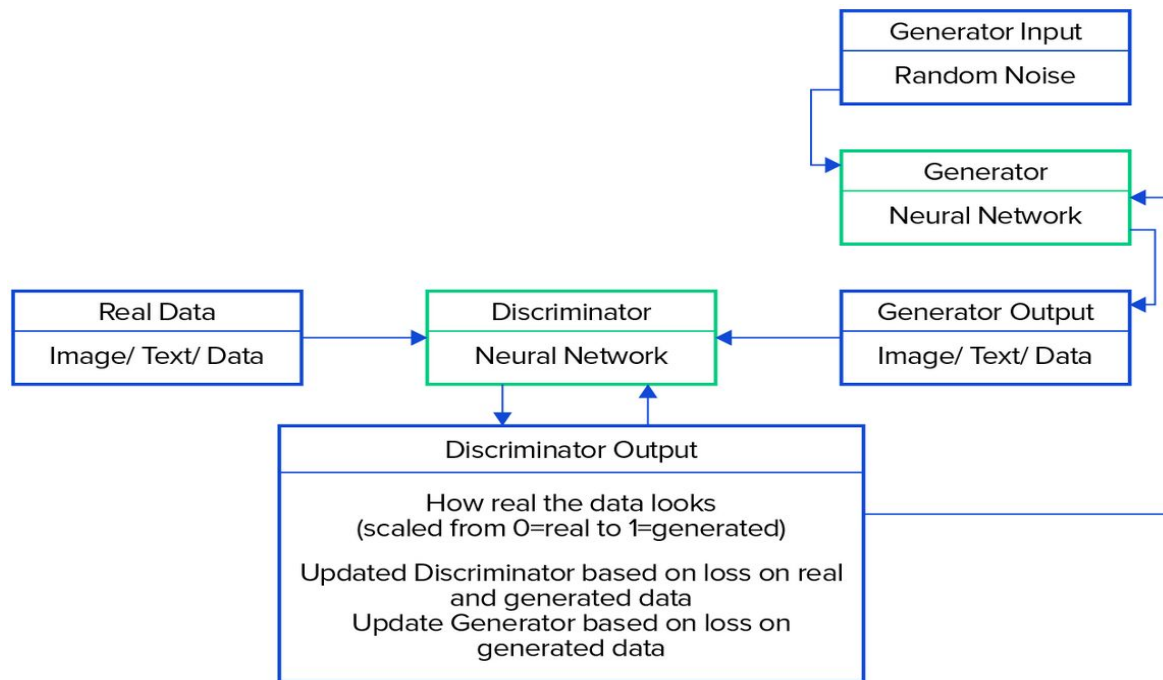 Generator Input
Random Noise
Generator
Neural Network
Real Data
Image/ Text/ Data
Discriminator
Neural Network
Generator Output
Image/ Text/ Data
Discriminator Output
How real the data looks
(scaled from 0=real to 1=generated)
Updated Discriminator based on loss on real
and generated data
Update Generator based on loss on
generated data